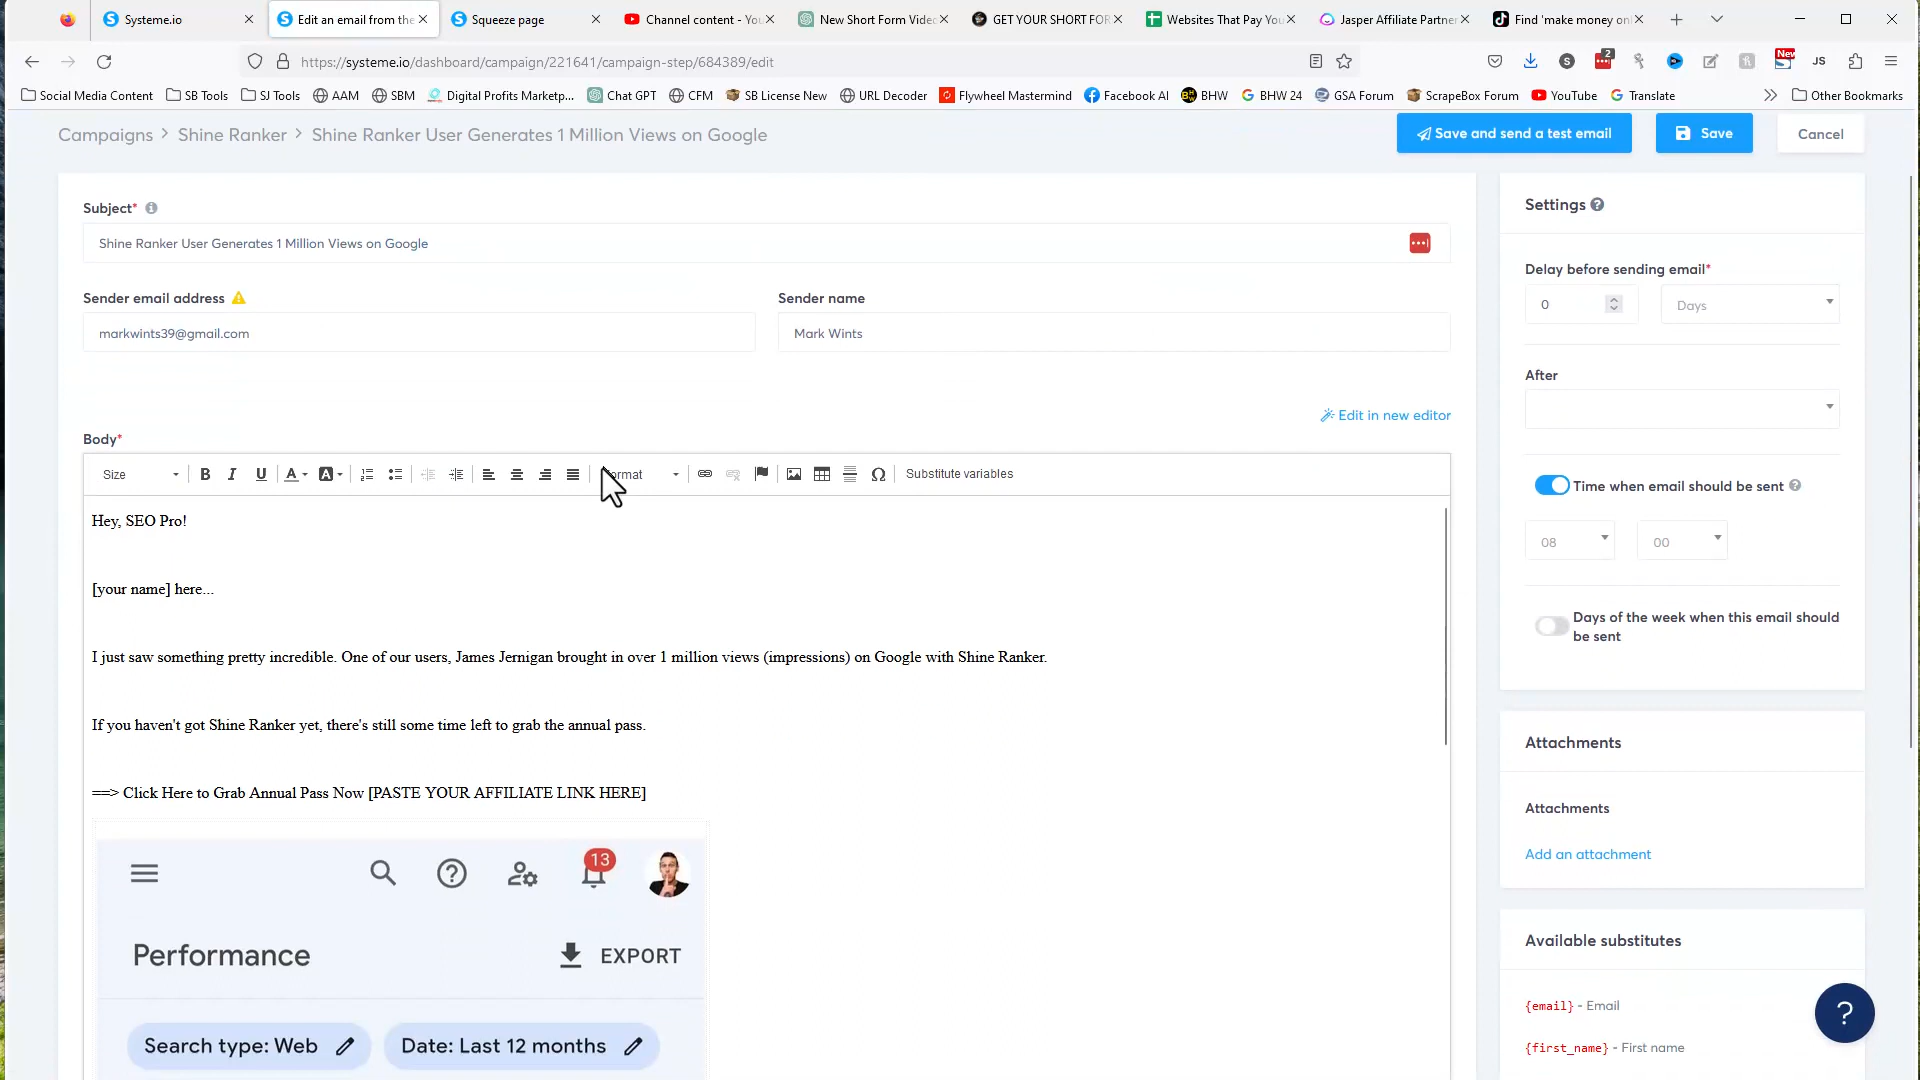 Systeme.io
Edit an email from the
Squeeze page
Channel content - You
New Short Form Video
GET YOUR SHORT FOR
Websites That Pay You
Jasper Affiliate Partner
Find 'make money onl
https://systeme.io/dashboard/campaign/221641/campaign-step/684389/edit
S
2
New
JS
Social Media Content
SB Tools
SJ Tools
AAM
SBM
Digital Profits Marketp...
Chat GPT
CFM
SB License New
URL Decoder
Flywheel Mastermind
Facebook AI
BHW
BHW 24
GSA Forum
ScrapeBox Forum
YouTube
Translate
Other Bookmarks
Campaigns > Shine Ranker > Shine Ranker User Generates 1 Million Views on Google
Save and send a test email
Save
Cancel
Subject*
Shine Ranker User Generates 1 Million Views on Google
Sender email address
Sender name
markwints39@gmail.com
Mark Wints
Edit in new editor
Body*
Size
B I U A A
Format
Substitute variables
Hey, SEO Pro!
[your name] here...
I just saw something pretty incredible. One of our users, James Jernigan brought in over 1 million views (impressions) on Google with Shine Ranker.
If you haven't got Shine Ranker yet, there's still some time left to grab the annual pass.
==> Click Here to Grab Annual Pass Now [PASTE YOUR AFFILIATE LINK HERE]
13
Performance
EXPORT
Search type: Web
Date: Last 12 months
Settings
Delay before sending email*
0
Days
After
Time when email should be sent
08
00
Days of the week when this email should
be sent
Attachments
Attachments
Add an attachment
Available substitutes
{email} - Email
{first_name} - First name
?